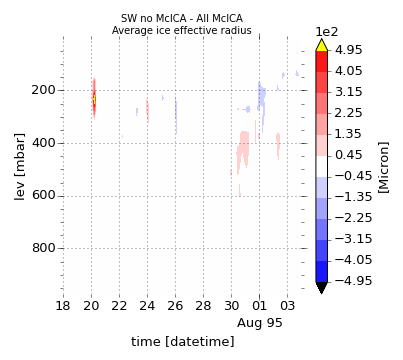 SW no McICA - All McICA
Average ice effective radius
1e2
4.95
4.05
3.15
2.25
1.35
0.45
−0.45
−1.35
−2.25
−3.15
−4.05
−4.95
[Micron]
lev [mbar]
200
400
600
800
18 20 22 24 26 28 30 01 03
Aug 95
time [datetime]